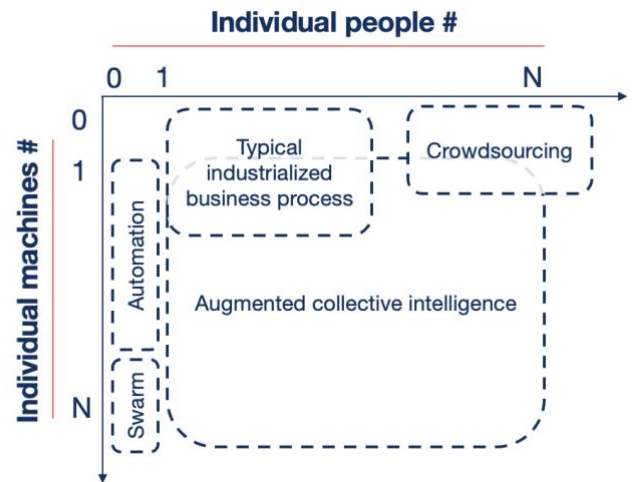 Individual people #
0 1 N
0
1
N
Individual machines #
Typical
industrialized
business process
Crowdsourcing
Automation
Augmented collective intelligence
Swarm